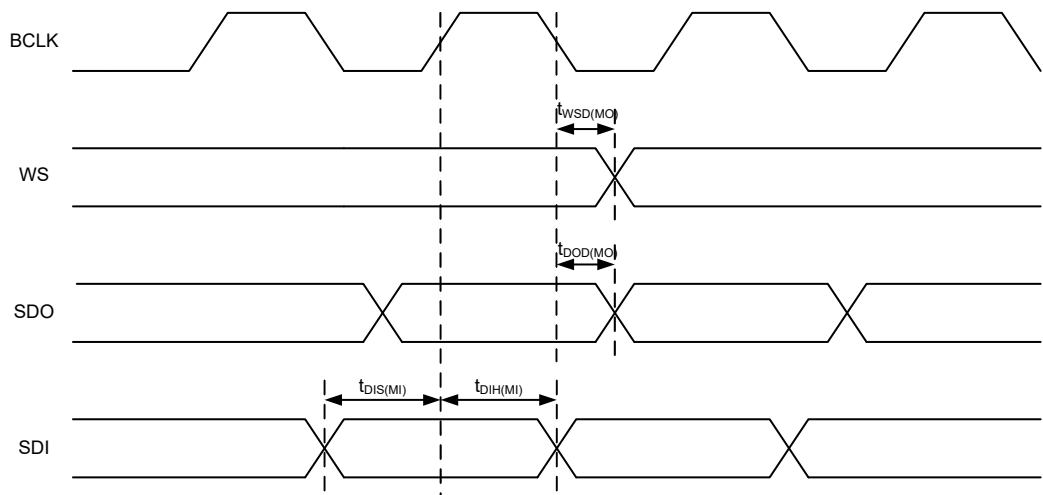 BCLK
tWSD(MO)
WS
tDOD(MO)
SDO
tDIS(MI) tDIH(MI)
SDI